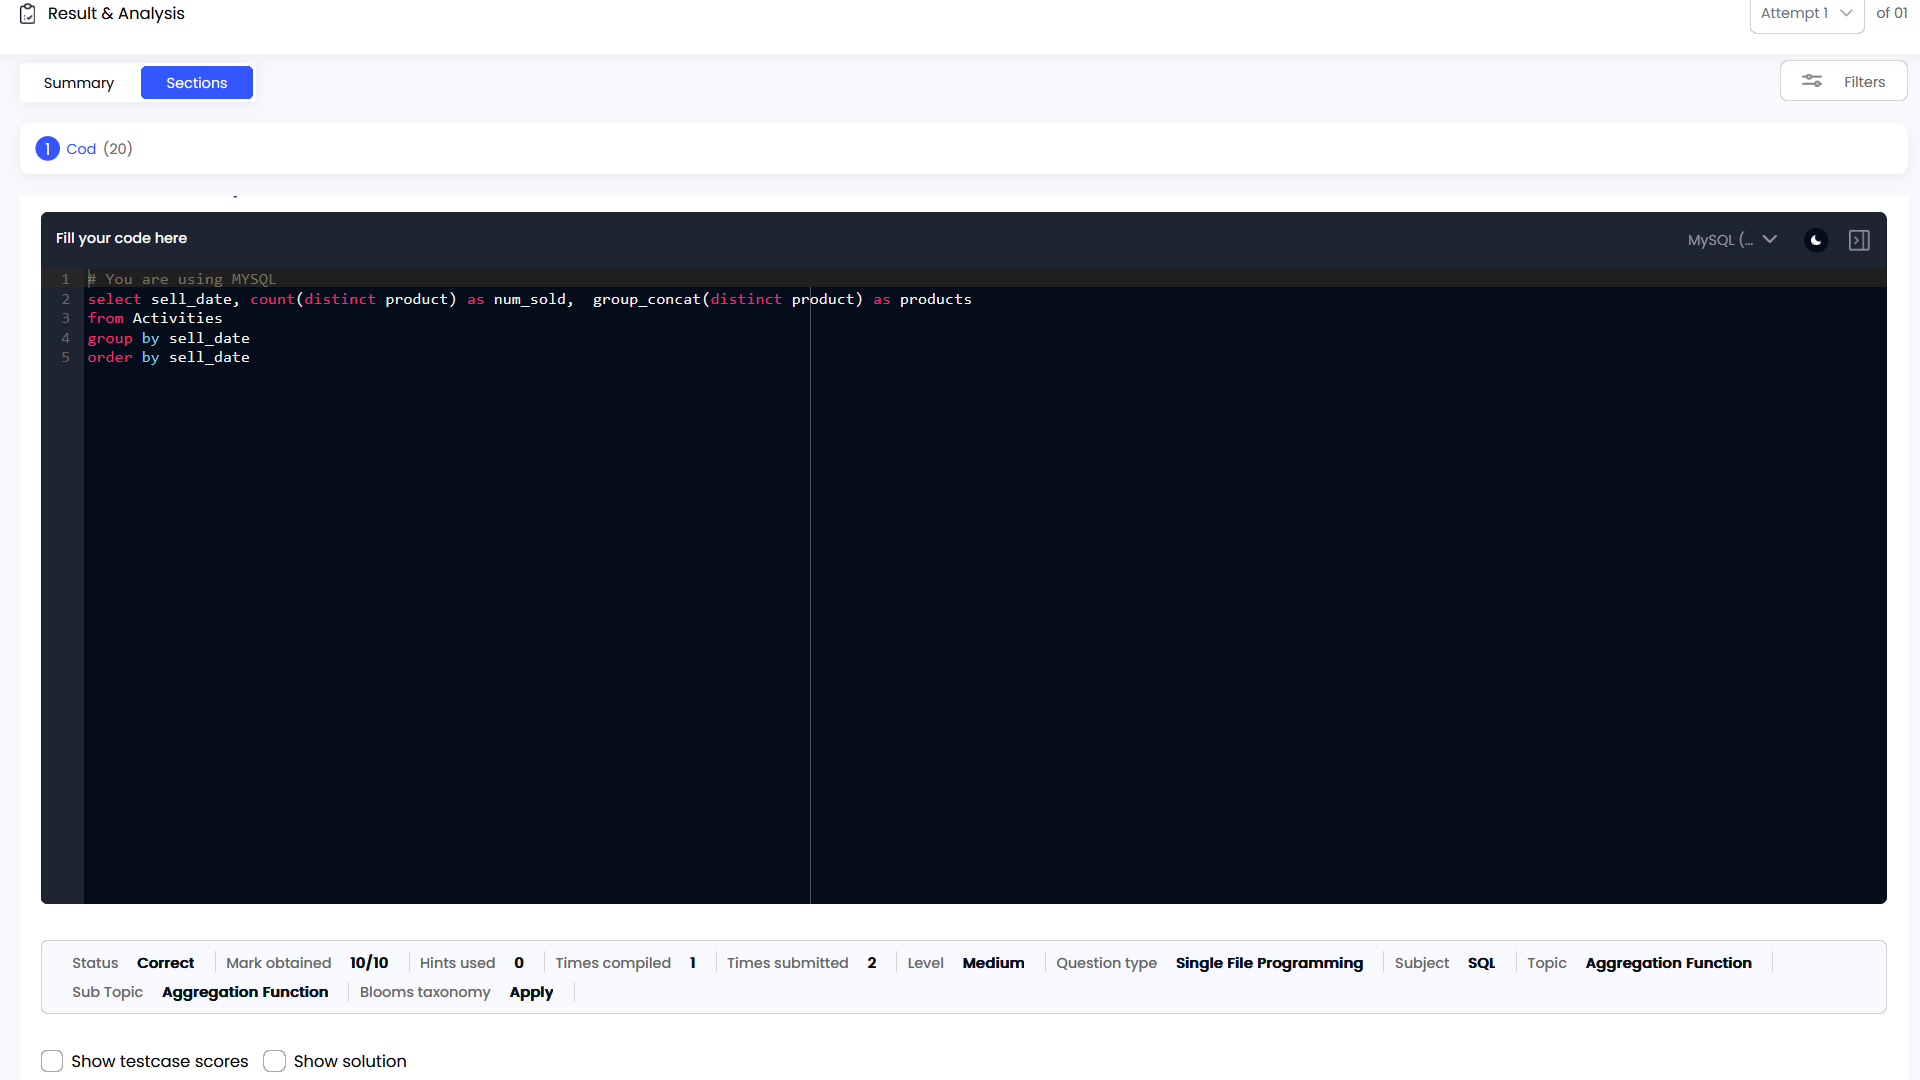 Result & Analysis
Attempt 1 of 01
Summary Sections
Filters
1 Cod (20)
Fill your code here
MySQL (...
1 # You are using MYSQL
2 select sell_date, count(distinct product) as num_sold,  group_concat(distinct product) as products
3 from Activities
4 group by sell_date
5 order by sell_date
Status Correct Mark obtained 10/10 Hints used 0 Times compiled 1 Times submitted 2 Level Medium Question type Single File Programming Subject SQL Topic Aggregation Function
Sub Topic Aggregation Function Blooms taxonomy Apply
Show testcase scores Show solution